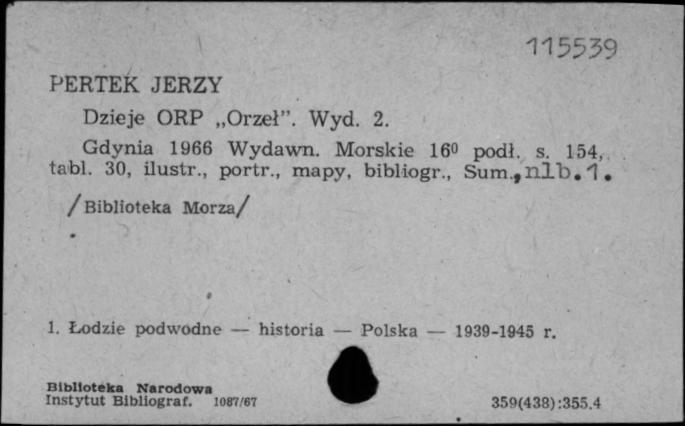 115539
PERTEK JERZY
Dzieje ORP „Orzeł”. Wyd. 2.
Gdynia 1966 Wydawn. Morskie 16⁰ podł. s. 154,
tabl. 30, ilustr., portr., mapy, bibliogr., Sum., nlb. 1.
/Biblioteka Morza/
1. Łodzie podwodne — historia — Polska — 1939-1945 r.
Biblioteka Narodowa
Instytut Bibliograf. 1087/67
359(438):355.4